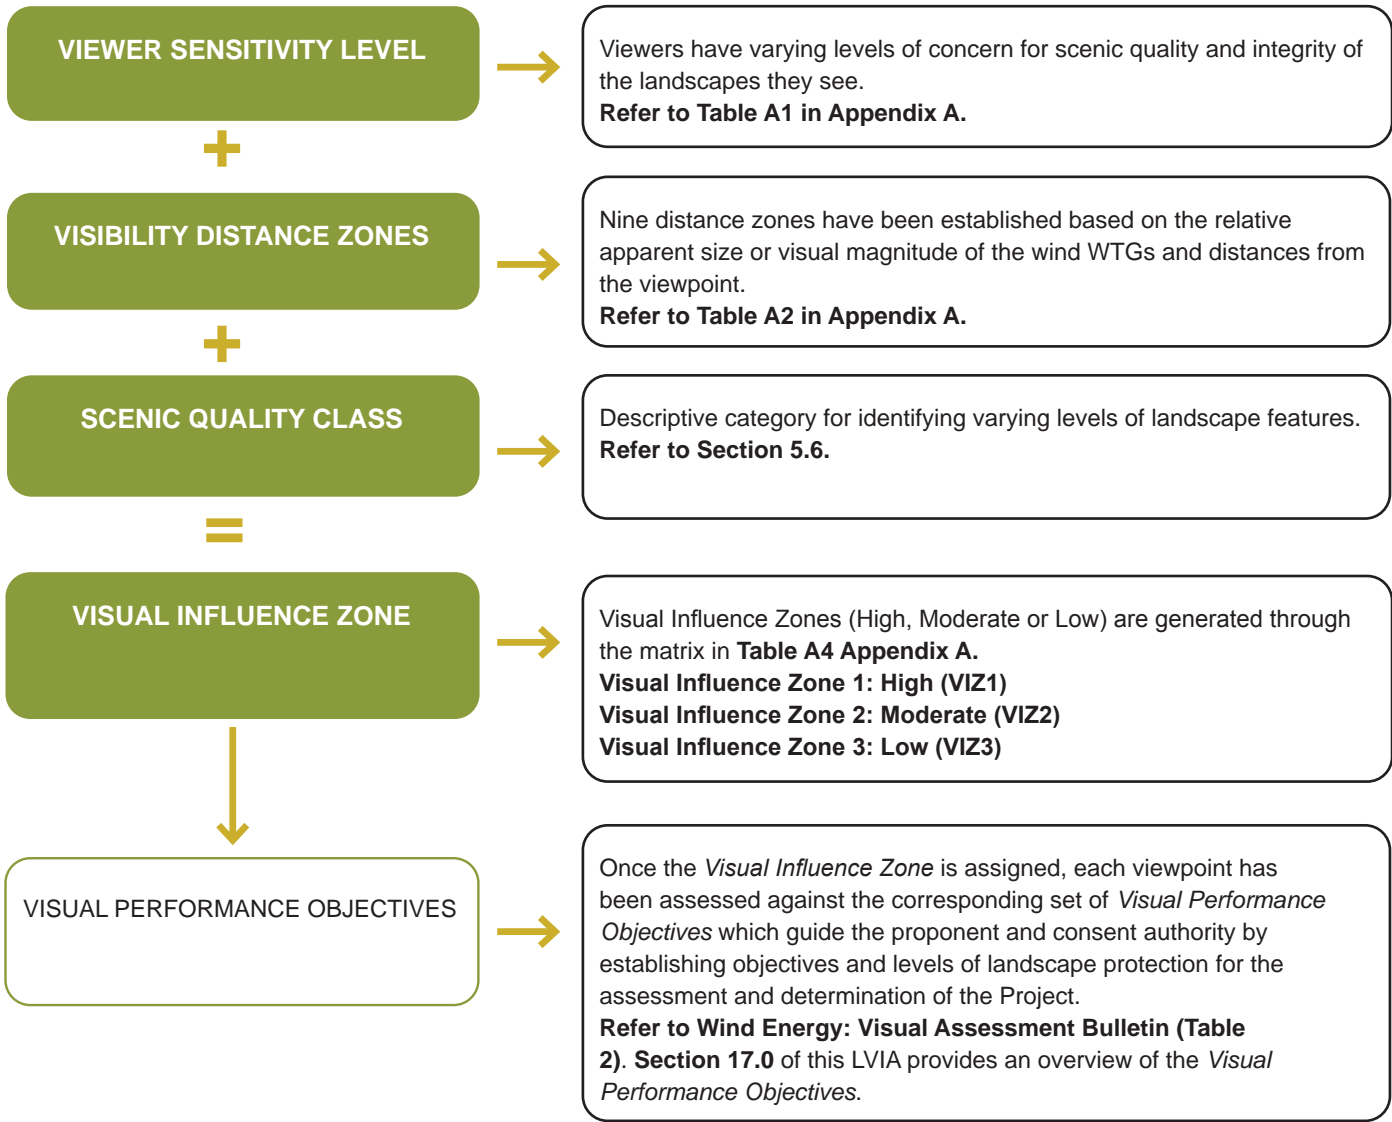 VIEWER SENSITIVITY LEVEL
Viewers have varying levels of concern for scenic quality and integrity of
the landscapes they see.
Refer to Table A1 in Appendix A.
+
VISIBILITY DISTANCE ZONES
Nine distance zones have been established based on the relative
apparent size or visual magnitude of the wind WTGs and distances from
the viewpoint.
Refer to Table A2 in Appendix A.
+
SCENIC QUALITY CLASS
Descriptive category for identifying varying levels of landscape features.
Refer to Section 5.6.
=
VISUAL INFLUENCE ZONE
Visual Influence Zones (High, Moderate or Low) are generated through
the matrix in Table A4 Appendix A.
Visual Influence Zone 1: High (VIZ1)
Visual Influence Zone 2: Moderate (VIZ2)
Visual Influence Zone 3: Low (VIZ3)
VISUAL PERFORMANCE OBJECTIVES
Once the Visual Influence Zone is assigned, each viewpoint has
been assessed against the corresponding set of Visual Performance
Objectives which guide the proponent and consent authority by
establishing objectives and levels of landscape protection for the
assessment and determination of the Project.
Refer to Wind Energy: Visual Assessment Bulletin (Table
2). Section 17.0 of this LVIA provides an overview of the Visual
Performance Objectives.